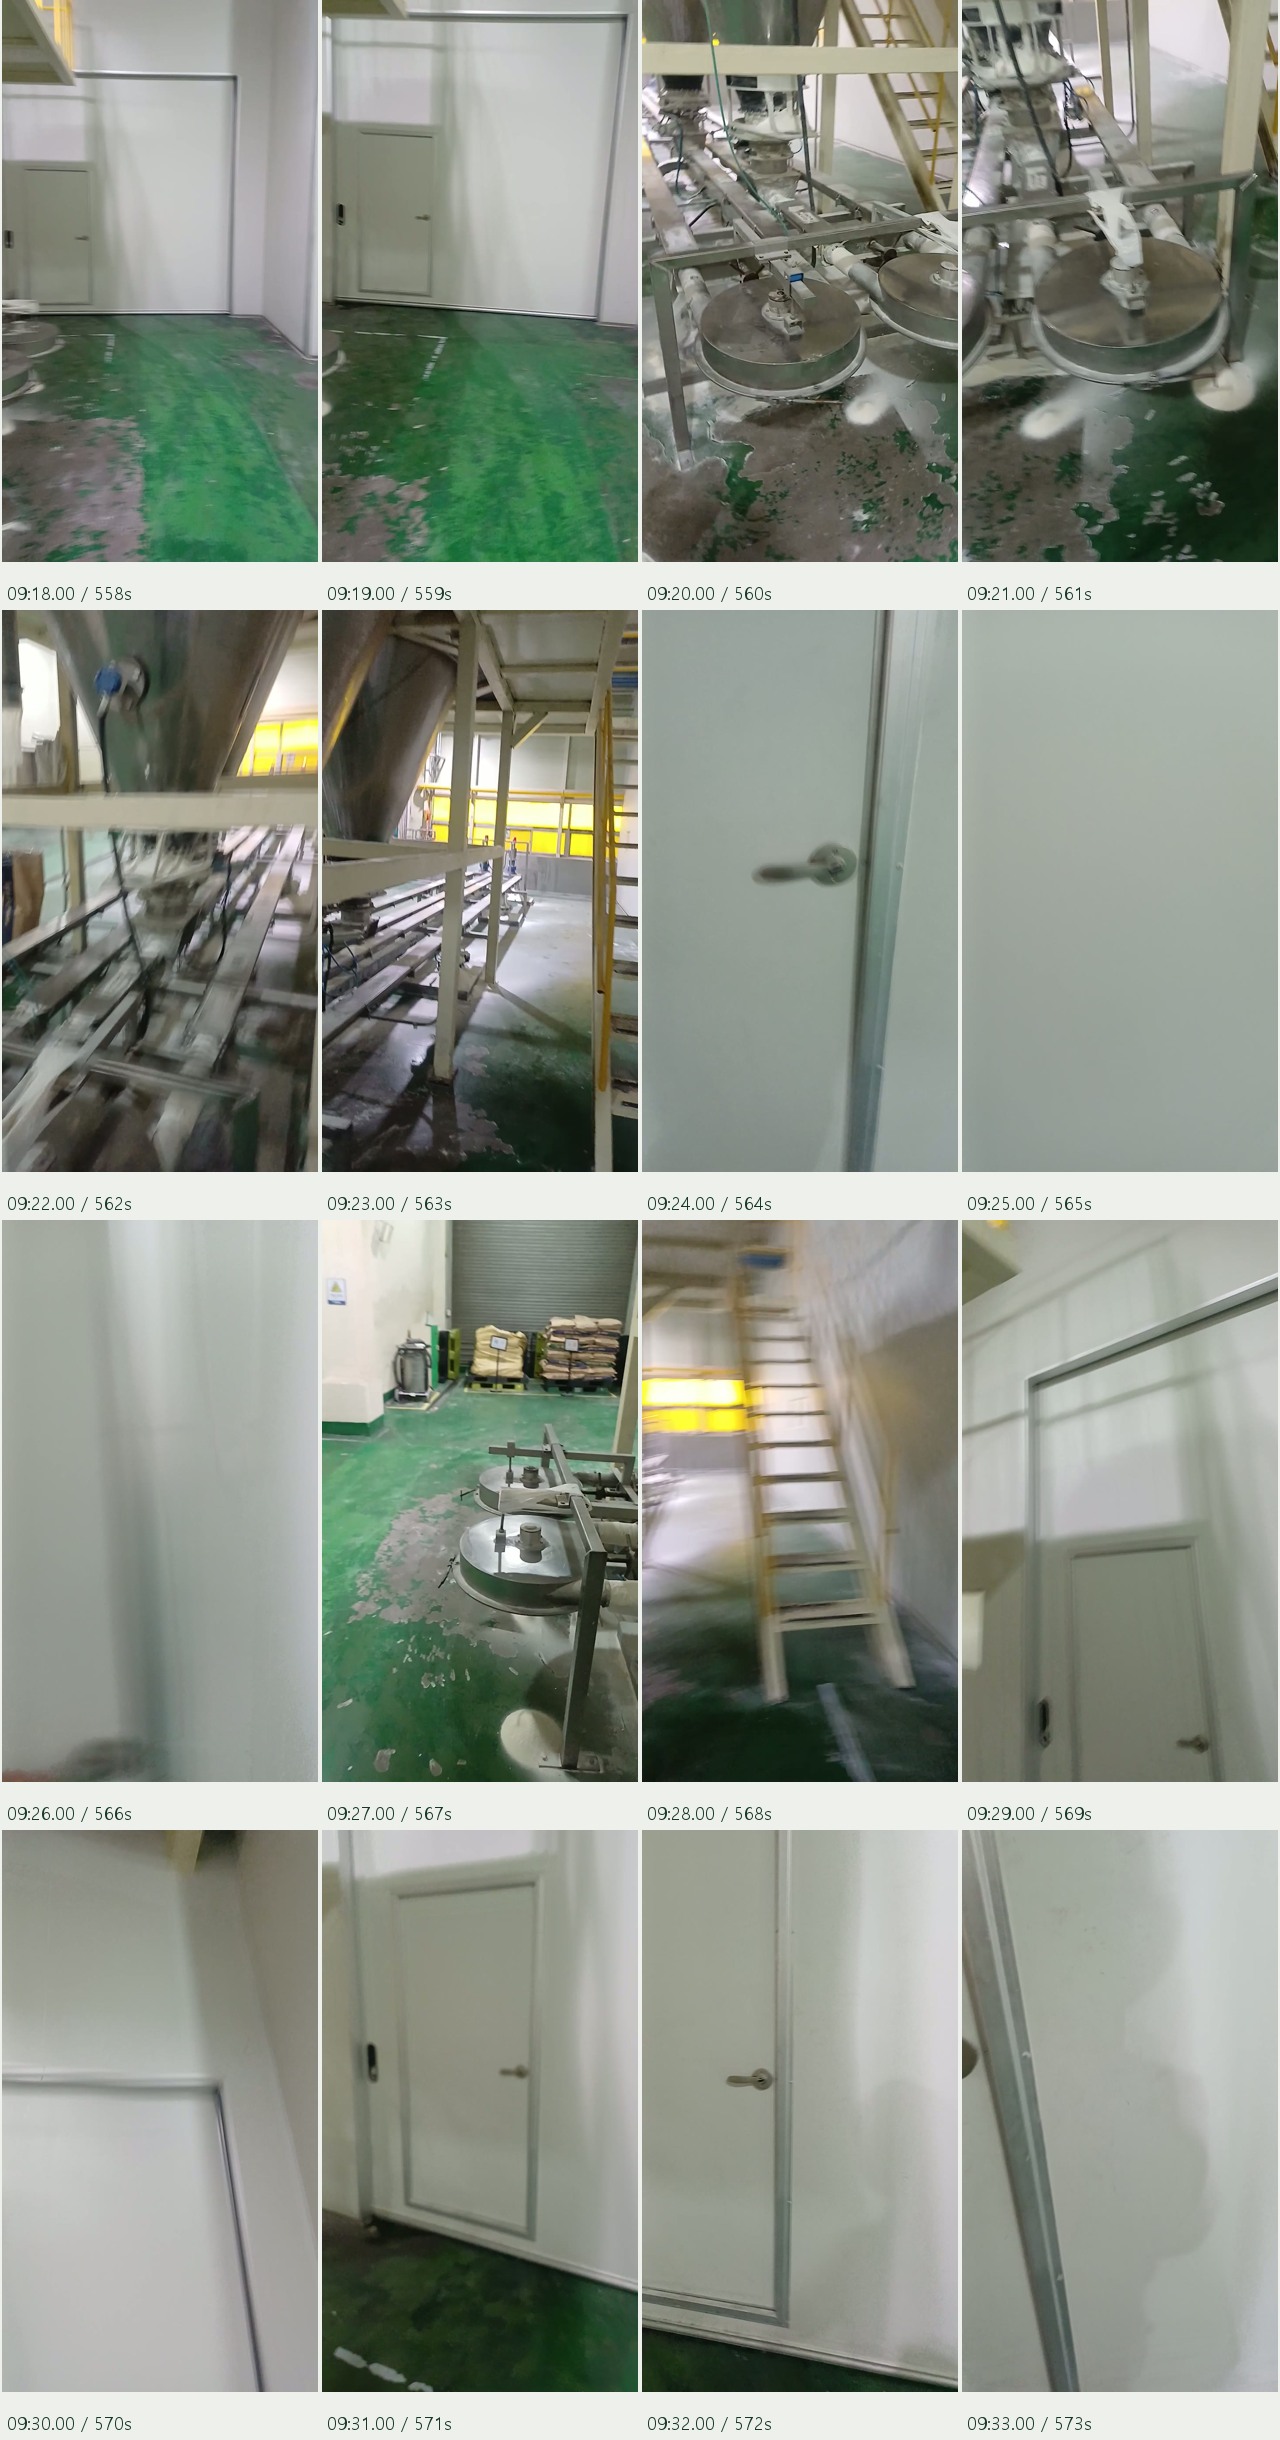 09:18.00 / 558s
09:19.00 / 559s
09:20.00 / 560s
09:21.00 / 561s
09:22.00 / 562s
09:23.00 / 563s
09:24.00 / 564s
09:25.00 / 565s
09:26.00 / 566s
09:27.00 / 567s
09:28.00 / 568s
09:29.00 / 569s
09:30.00 / 570s
09:31.00 / 571s
09:32.00 / 572s
09:33.00 / 573s